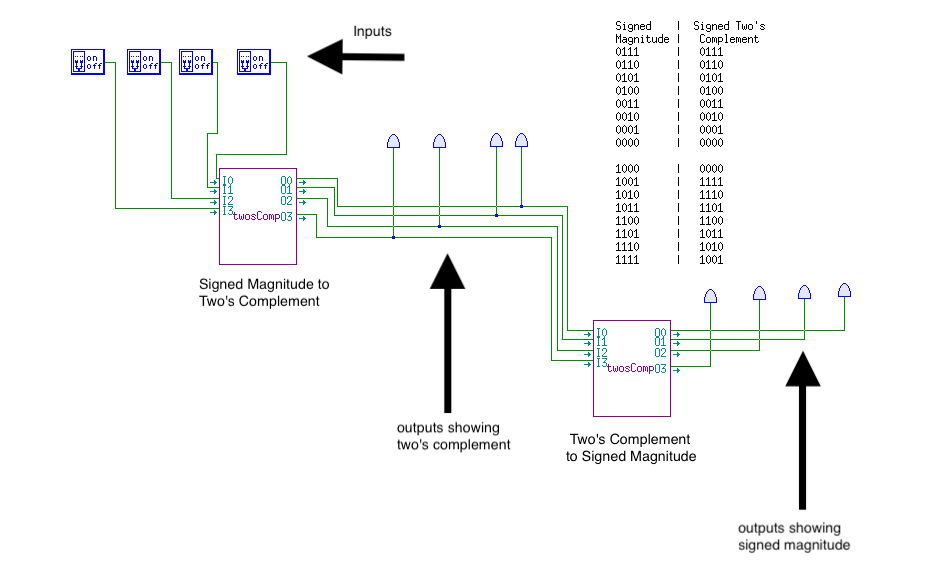 Inputs
Signed | Signed Two's
Magnitude | Complement
0111 | 0111
0110 | 0110
0101 | 0101
0100 | 0100
0011 | 0011
0010 | 0010
0001 | 0001
0000 | 0000
1000 | 0000
1001 | 1111
1010 | 1110
1011 | 1101
1100 | 1100
1101 | 1011
1110 | 1010
1111 | 1001
on on on on
off off off off
I0 O0
I1 O1
I2 O2
I3 twosComp O3
Signed Magnitude to
Two's Complement
outputs showing
two's complement
I0 O0
I1 O1
I2 O2
I3 twosComp O3
Two's Complement
to Signed Magnitude
outputs showing
signed magnitude